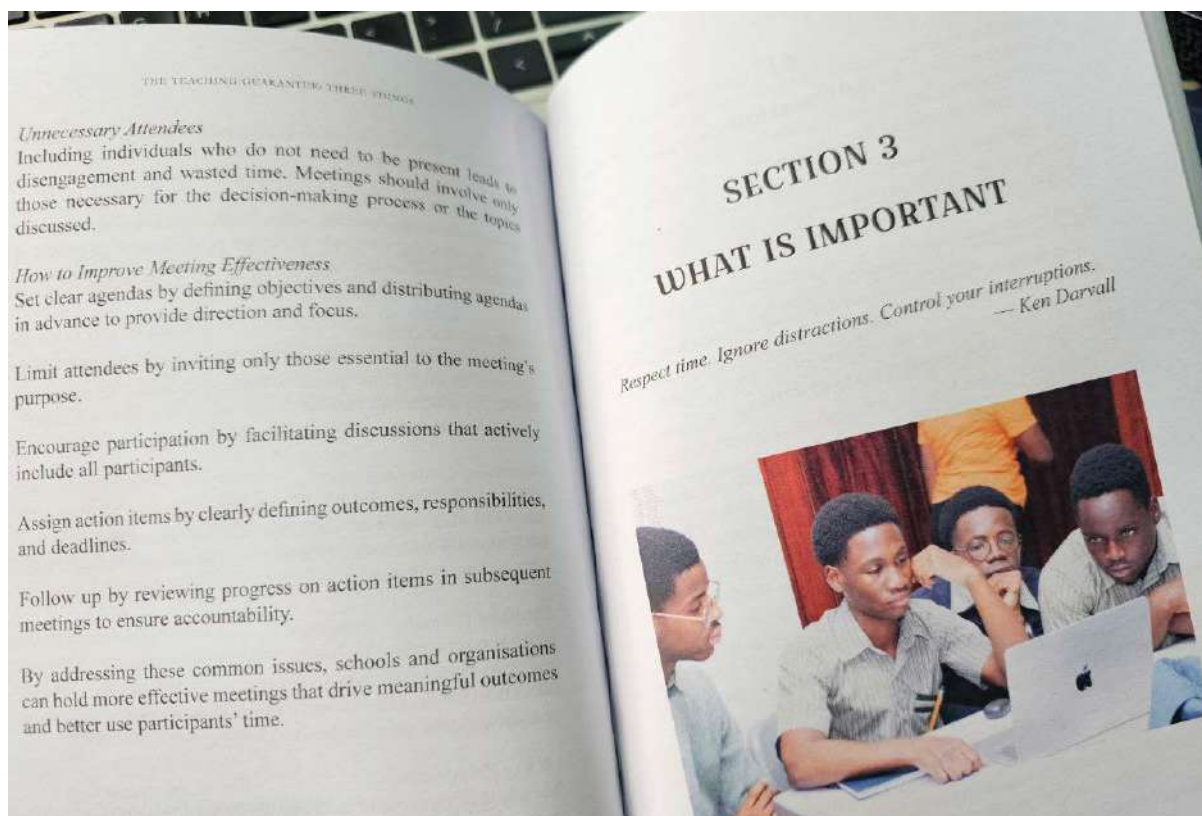 THE TEACHING GUARANTEE: THREE THINGS
Unnecessary Attendees
Including individuals who do not need to be present leads to
disengagement and wasted time. Meetings should involve only
those necessary for the decision-making process or the topics
discussed.
How to Improve Meeting Effectiveness
Set clear agendas by defining objectives and distributing agendas
in advance to provide direction and focus.
Limit attendees by inviting only those essential to the meeting's
purpose.
Encourage participation by facilitating discussions that actively
include all participants.
Assign action items by clearly defining outcomes, responsibilities,
and deadlines.
Follow up by reviewing progress on action items in subsequent
meetings to ensure accountability.
By addressing these common issues, schools and organisations
can hold more effective meetings that drive meaningful outcomes
and better use participants' time.
SECTION 3
WHAT IS IMPORTANT
Respect time. Ignore distractions. Control your interruptions.
— Ken Darvall